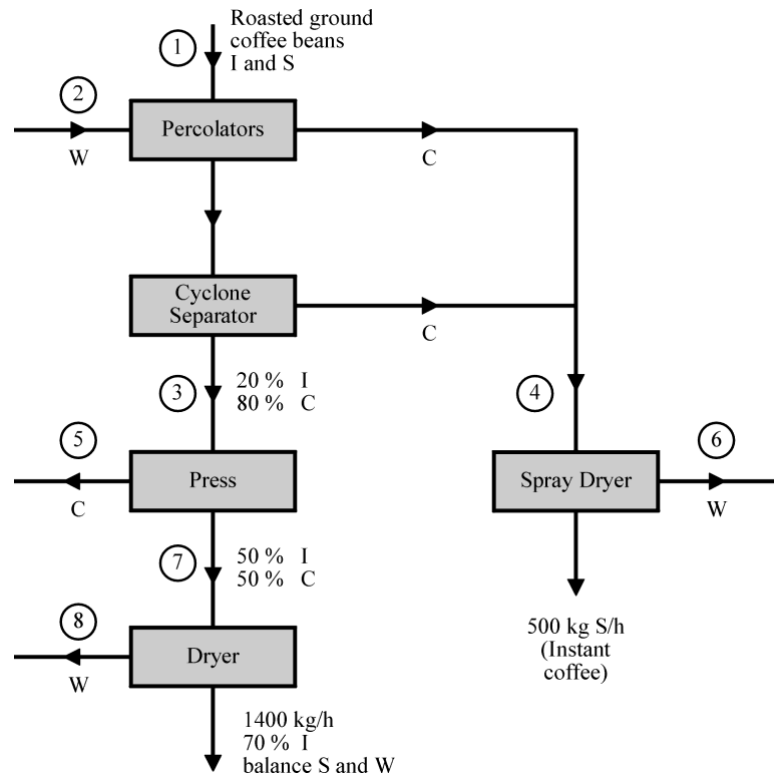 Roasted ground
coffee beans
I and S
1
2
W
Percolators
C
Cyclone
Separator
C
3
20 % I
80 % C
4
5
C
Press
Spray Dryer
6
W
7
50 % I
50 % C
8
W
Dryer
500 kg S/h
(Instant
coffee)
1400 kg/h
70 % I
balance S and W